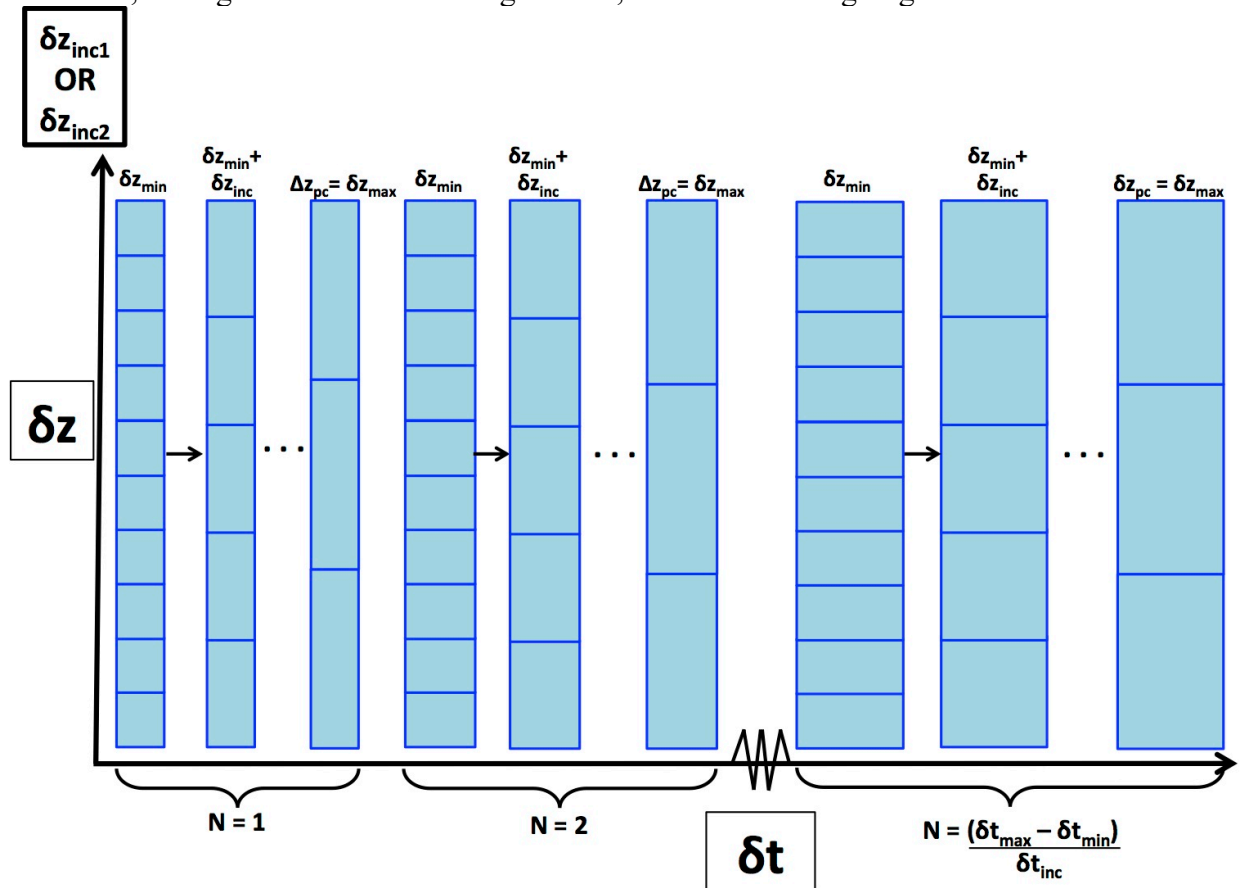 δz_inc1
OR
δz_inc2
δz_min
δz_min+
δz_inc
Δz_pc= δz_max
δz_min
δz_min+
δz_inc
Δz_pc= δz_max
δz_min
δz_min+
δz_inc
δz_pc = δz_max
δz
. . .
. . .
. . .
N = 1
N = 2
N = (δt_max – δt_min)
δt_inc
δt